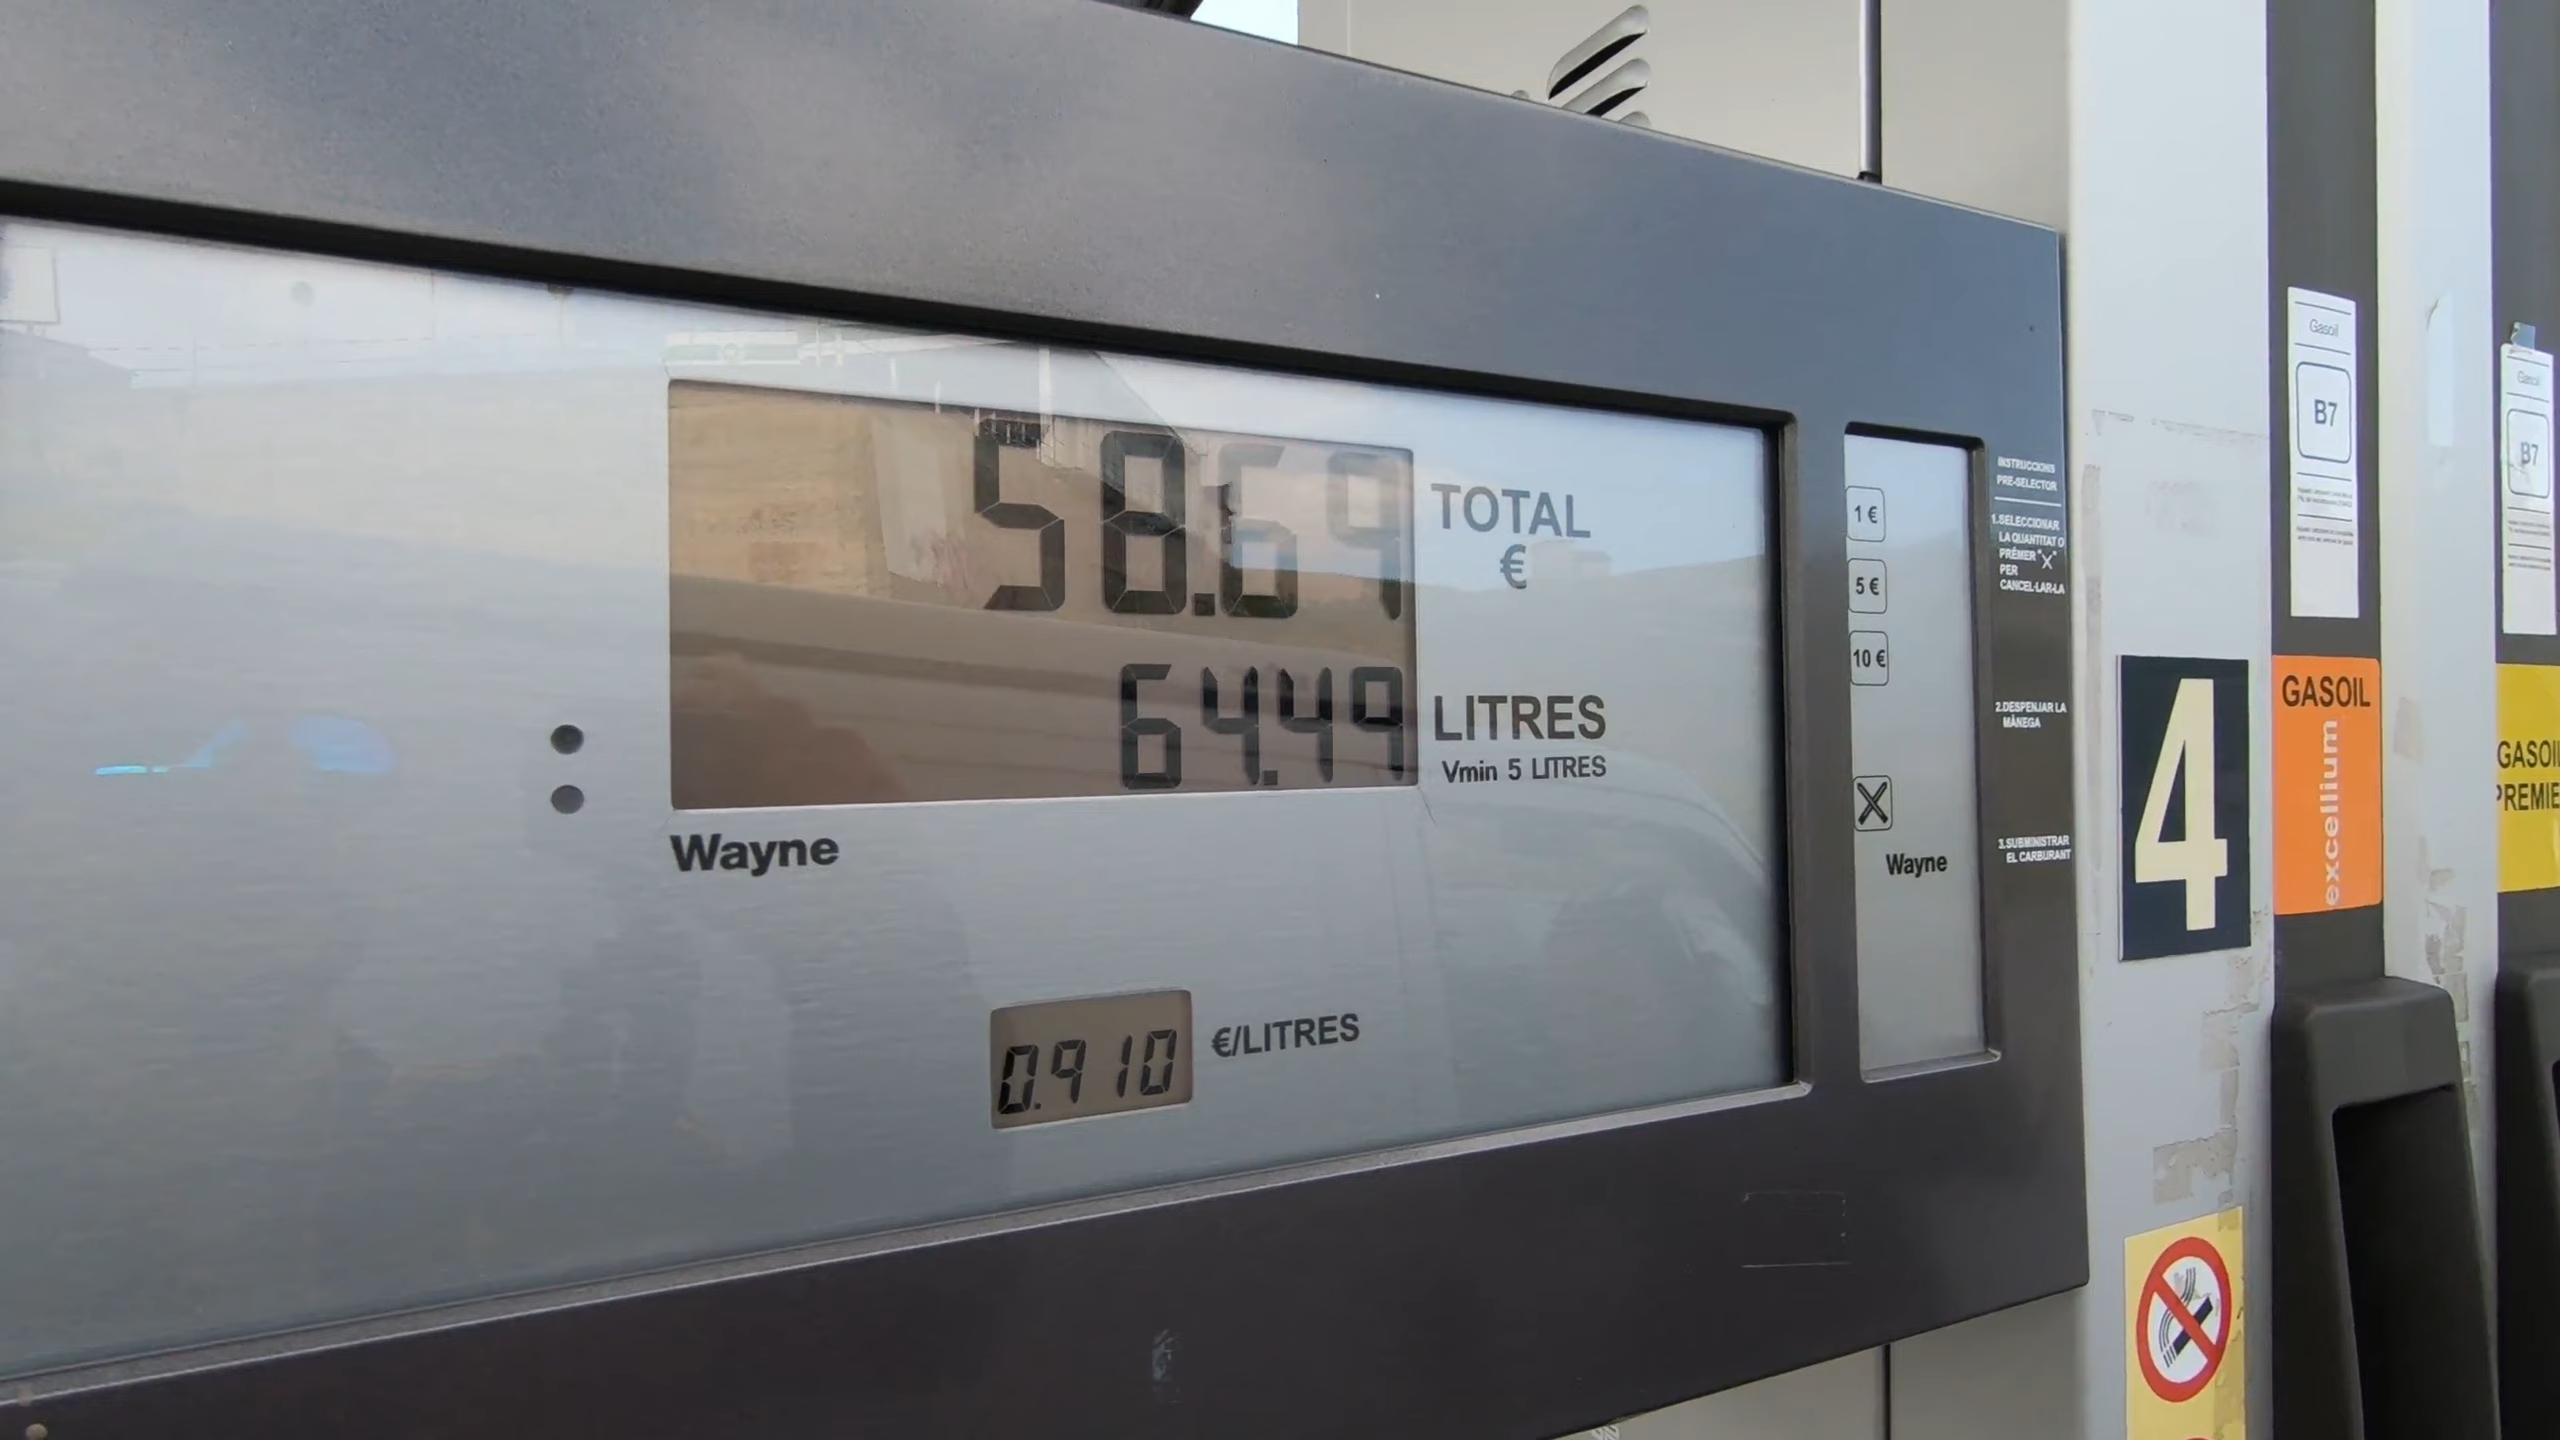 58.69
TOTAL
€
64.49
LITRES
Vmin 5 LITRES
Wayne
0.910
€/LITRES
1 €
5 €
10 €
X
Wayne
INSTRUCCIONS
PRE-SELECTOR
1.SELECCIONAR
LA QUANTITAT O
PRÉMER "X"
PER
CANCEL·LAR-LA
2.DESPENJAR LA
MÀNEGA
3.SUBMINISTRAR
EL CARBURANT
4
Gasoil
B7
GASOIL
excellium
Gasoil
B7
GASOIL
PREMIE